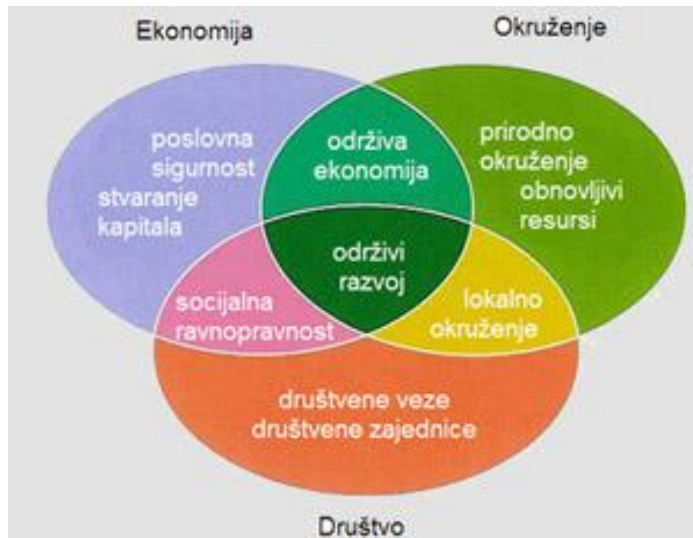 Ekonomija
Okruženje
poslovna
sigurnost
stvaranje
kapitala
održiva
ekonomija
prirodno
okruženje
obnovljivi
resursi
održivi
razvoj
socijalna
ravnopravnost
lokalno
okruženje
društvene veze
društvene zajednice
Društvo